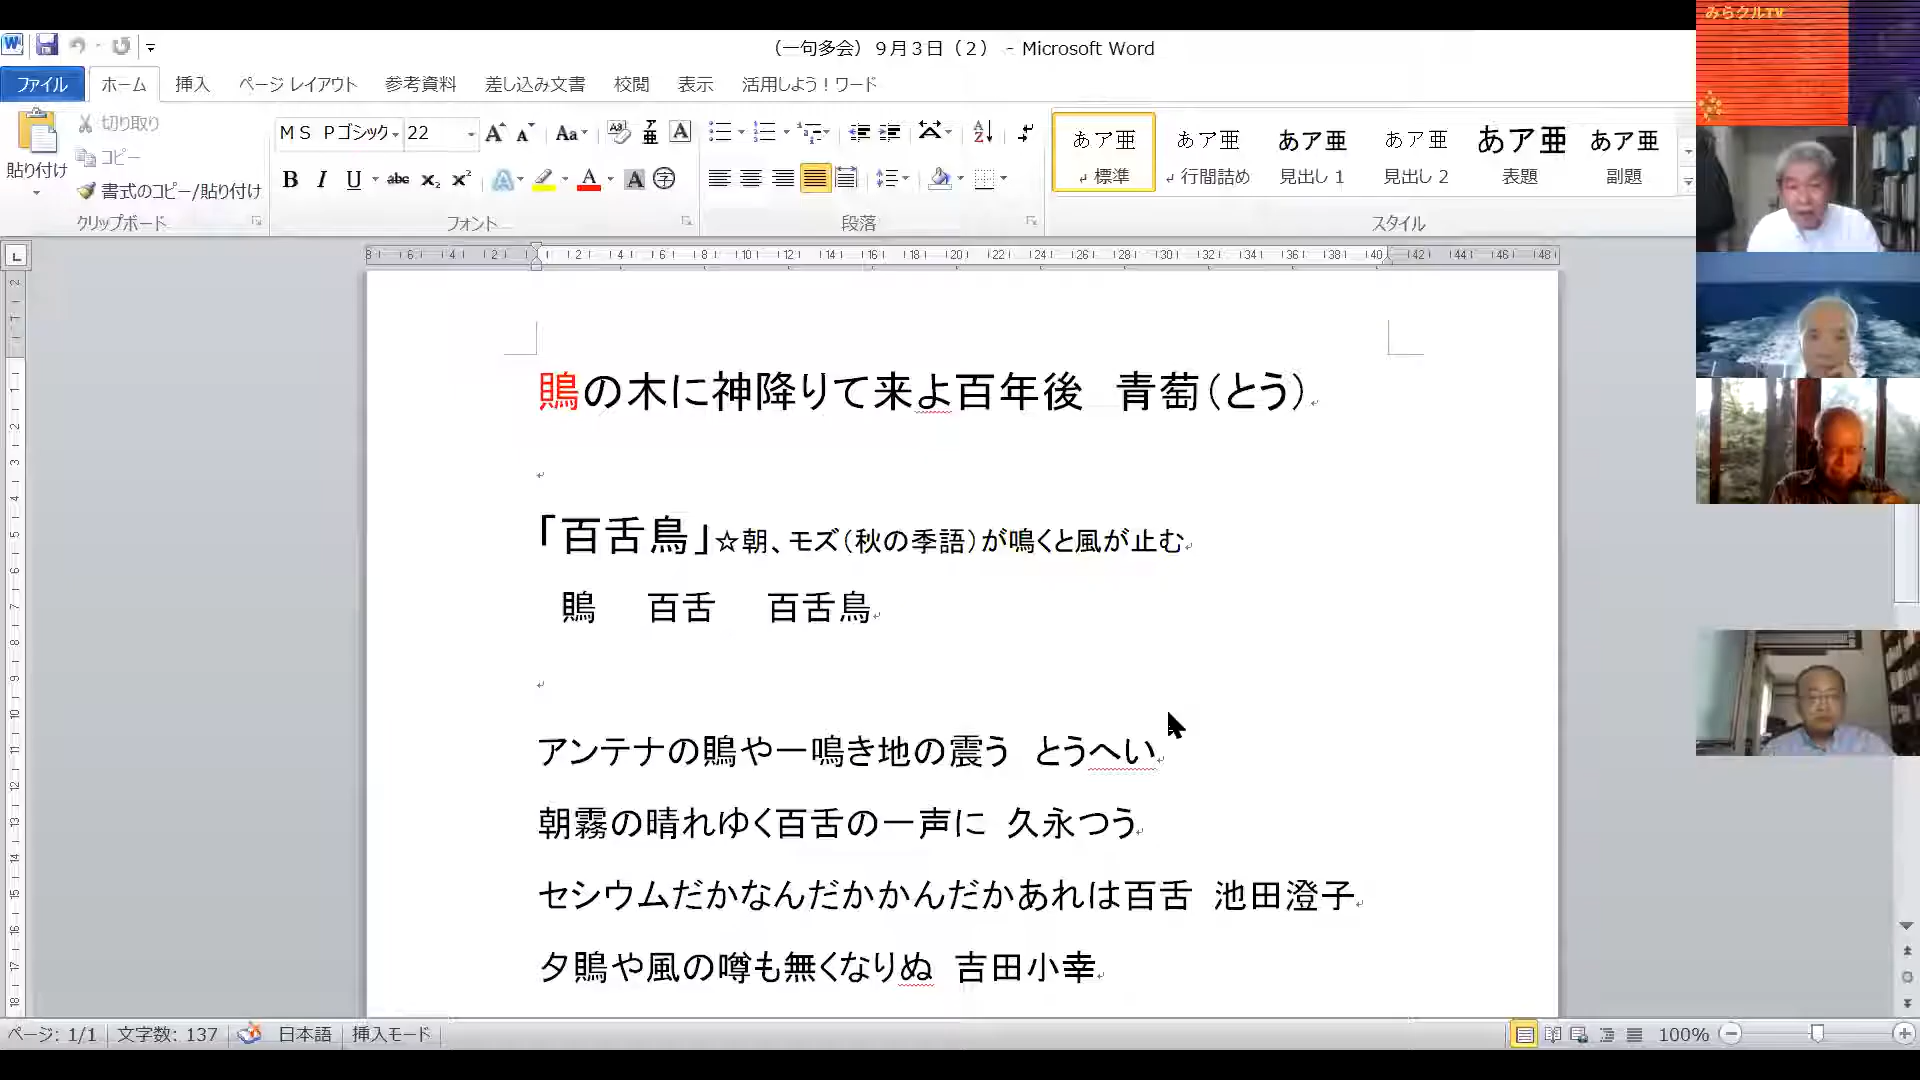 みらクルTV
（一句多会）９月３日（２） - Microsoft Word
ファイル ホーム 挿入 ページ レイアウト 参考資料 差し込み文書 校閲 表示 活用しよう！ワード
貼り付け
切り取り
コピー
書式のコピー/貼り付け
クリップボード
ＭＳ Ｐゴシック 22
フォント
段落
あア亜 あア亜 あア亜 あア亜 あア亜 あア亜
標準 行間詰め 見出し 1 見出し 2 表題 副題
スタイル
鵙の木に神降りて来よ百年後　青萄（とう）
「百舌鳥」☆朝、モズ（秋の季語）が鳴くと風が止む
鵙　百舌　百舌鳥
アンテナの鵙や一鳴き地の震う　とうへい
朝霧の晴れゆく百舌の一声に　久永つう
セシウムだかなんだかかんだかあれは百舌　池田澄子
夕鵙や風の噂も無くなりぬ　吉田小幸
ページ: 1/1 文字数: 137 日本語 挿入モード 100%